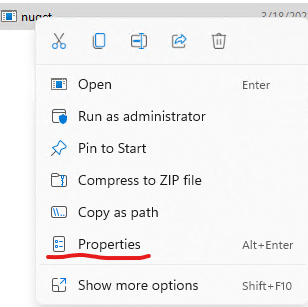 nuget
3/18/202
Open Enter
Run as administrator
Pin to Start
Compress to ZIP file
Copy as path
Properties Alt+Enter
Show more options Shift+F10